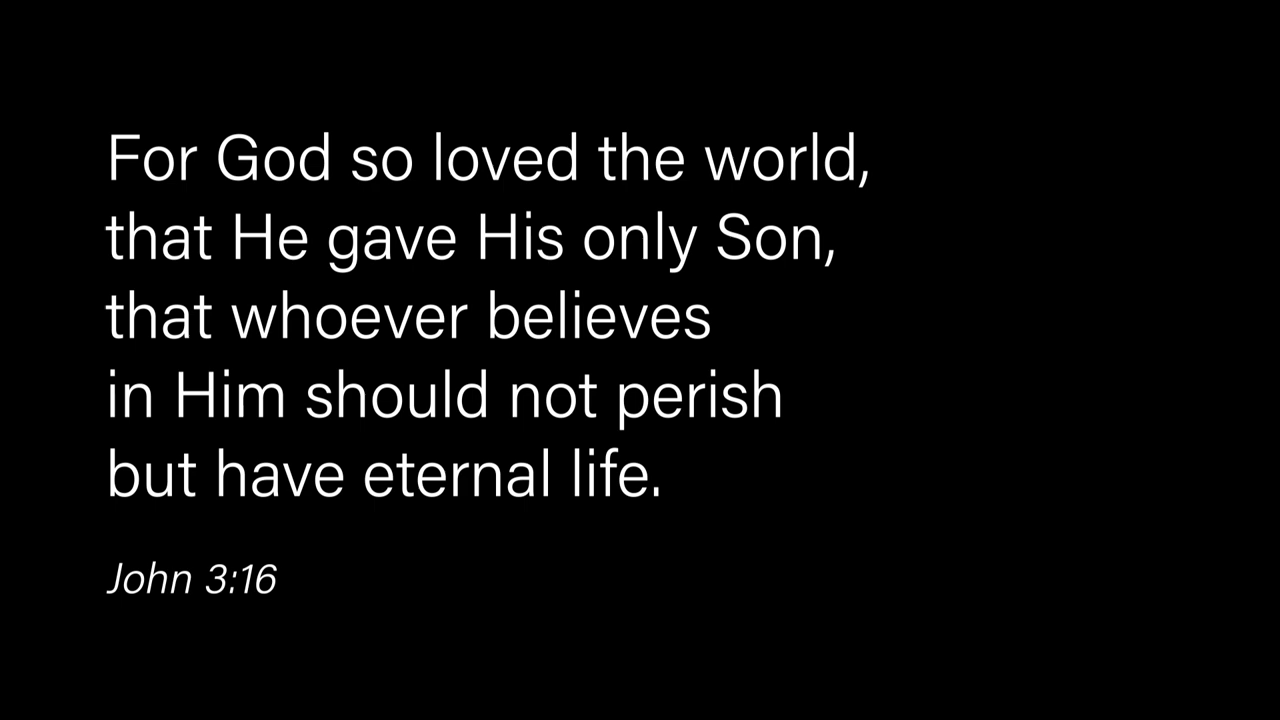 For God so loved the world,
that He gave His only Son,
that whoever believes
in Him should not perish
but have eternal life.
John 3:16